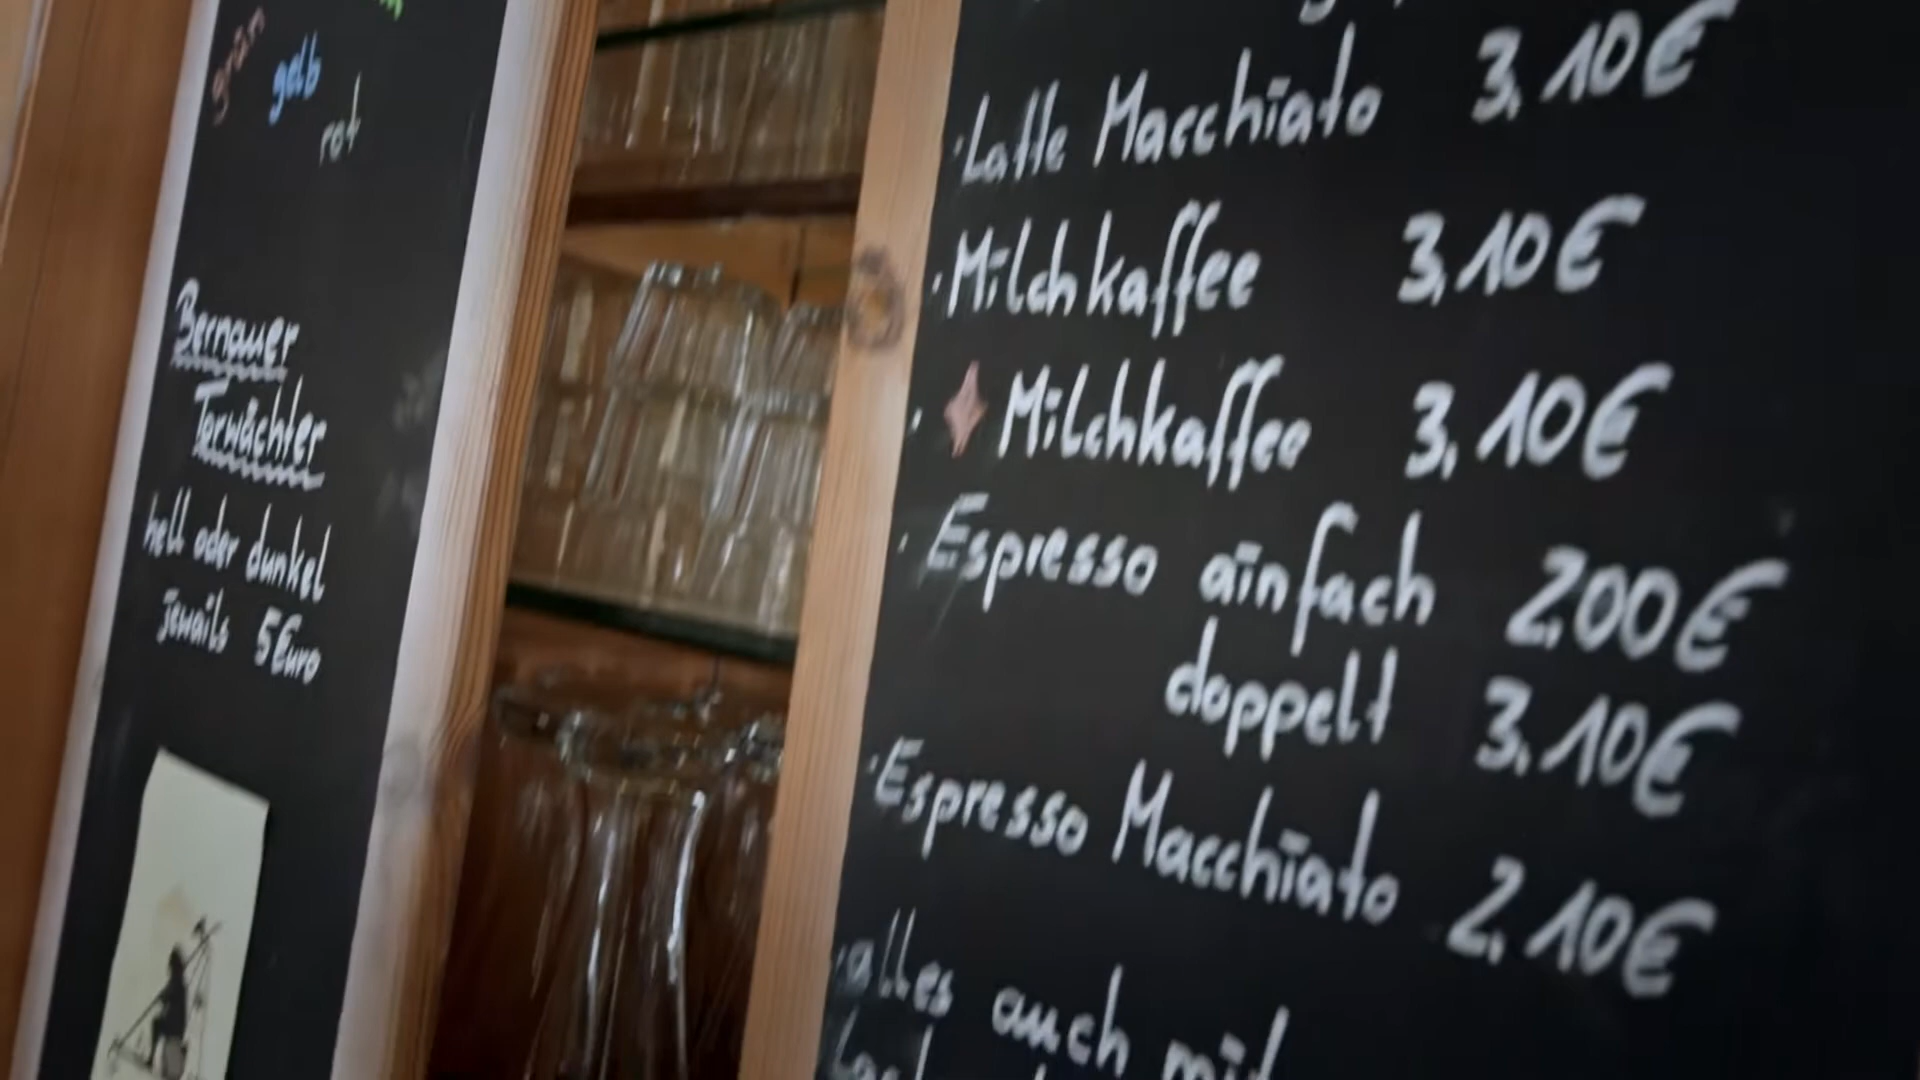 grün
gelb
rot
Bernauer
Torwächter
hell oder dunkel
jeweils 5 Euro
· Latte Macchiato 3,10€
· Milchkaffee 3,10€
· Milchkaffee 3,10€
· Espresso einfach 2,00€
doppelt 3,10€
· Espresso Macchiato 2,10€
· alles auch mit